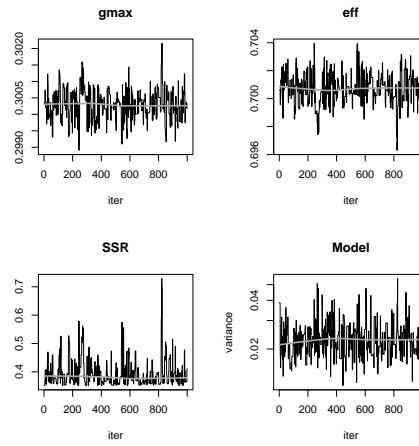 gmax
eff
0.2990 0.3005 0.3020
0.696 0.700 0.704
0 200 400 600 800
0 200 400 600 800
iter
iter
SSR
Model
0.4 0.5 0.6 0.7
variance
0.02 0.04
0 200 400 600 800
0 200 400 600 800
iter
iter